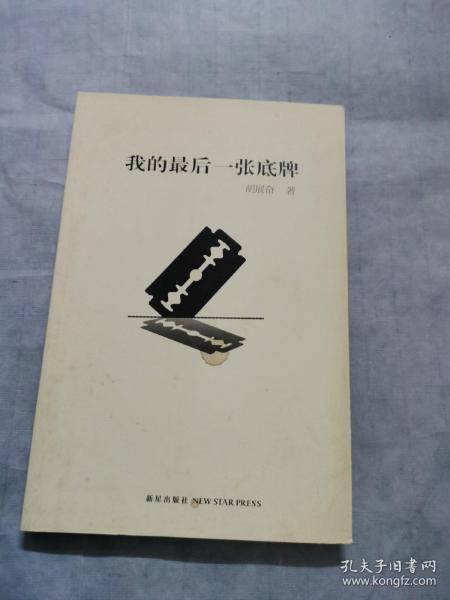 我的最后一张底牌
胡展奋 著
新星出版社 NEW STAR PRESS
孔夫子旧书网
www.kongfz.com